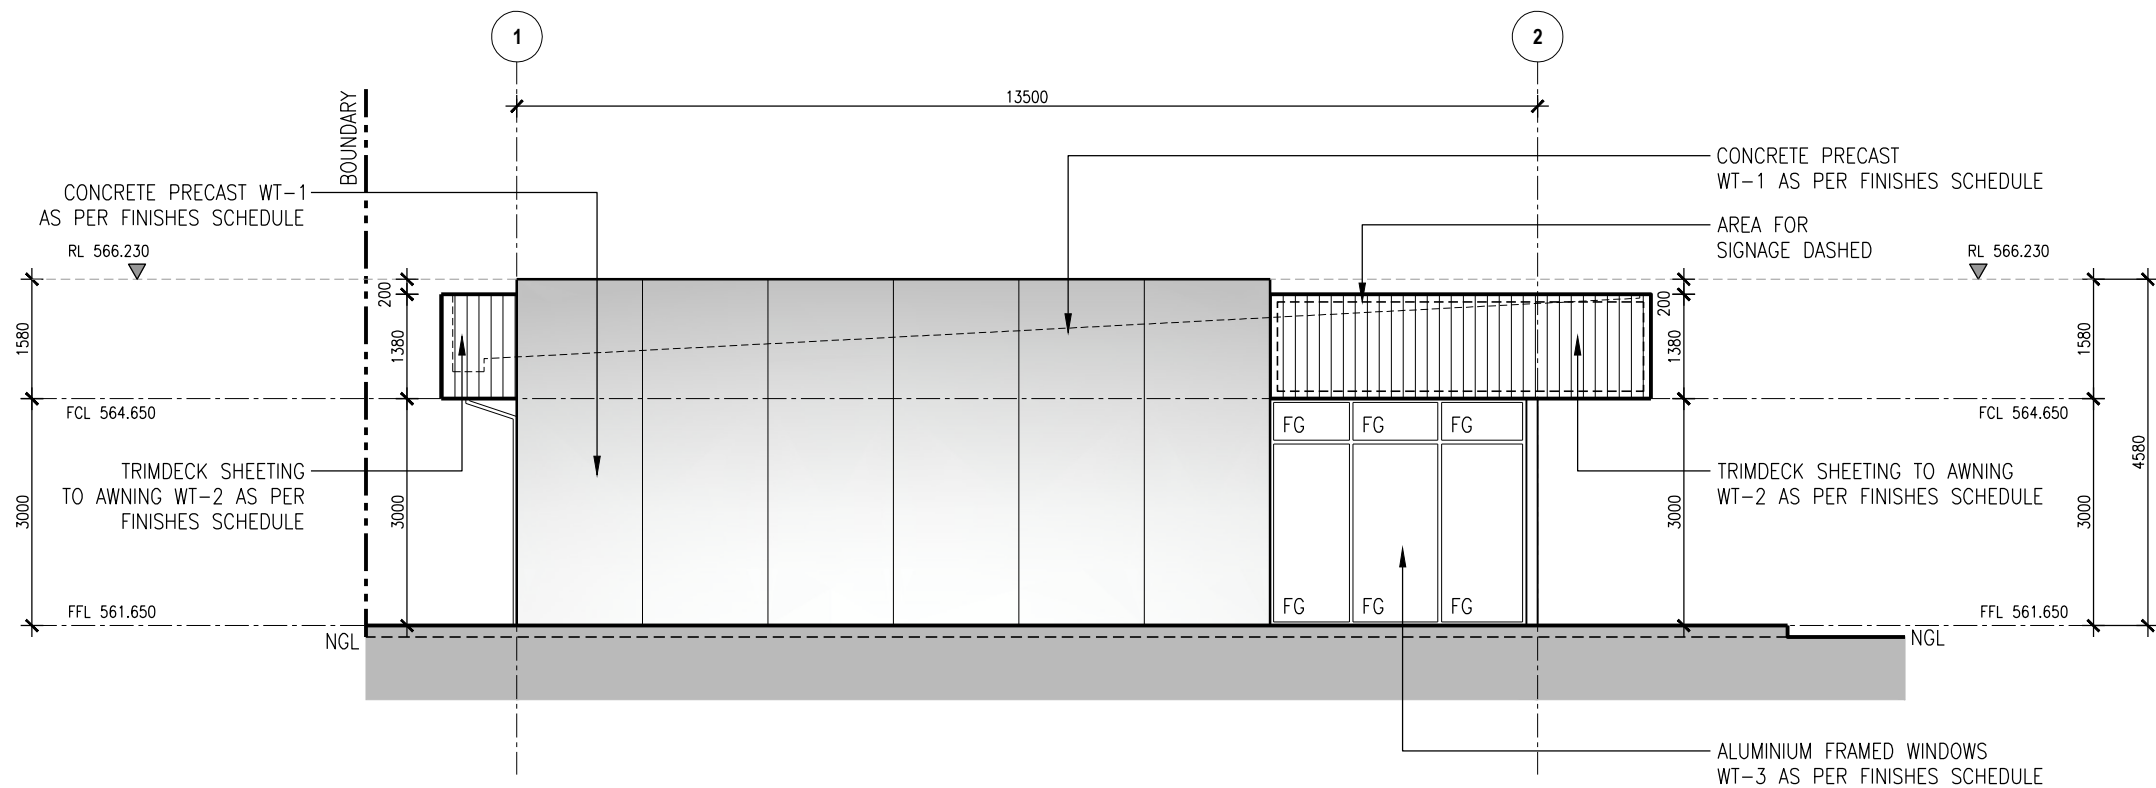 1
2
13500
BOUNDARY
CONCRETE PRECAST WT-1
AS PER FINISHES SCHEDULE
CONCRETE PRECAST
WT-1 AS PER FINISHES SCHEDULE
AREA FOR
SIGNAGE DASHED
RL 566.230
RL 566.230
200
200
1580
1380
1380
1580
FCL 564.650
FCL 564.650
FG FG FG
4580
TRIMDECK SHEETING
TO AWNING WT-2 AS PER
FINISHES SCHEDULE
TRIMDECK SHEETING TO AWNING
WT-2 AS PER FINISHES SCHEDULE
3000
3000
3000
3000
FFL 561.650
FG FG FG
FFL 561.650
NGL
NGL
ALUMINIUM FRAMED WINDOWS
WT-3 AS PER FINISHES SCHEDULE